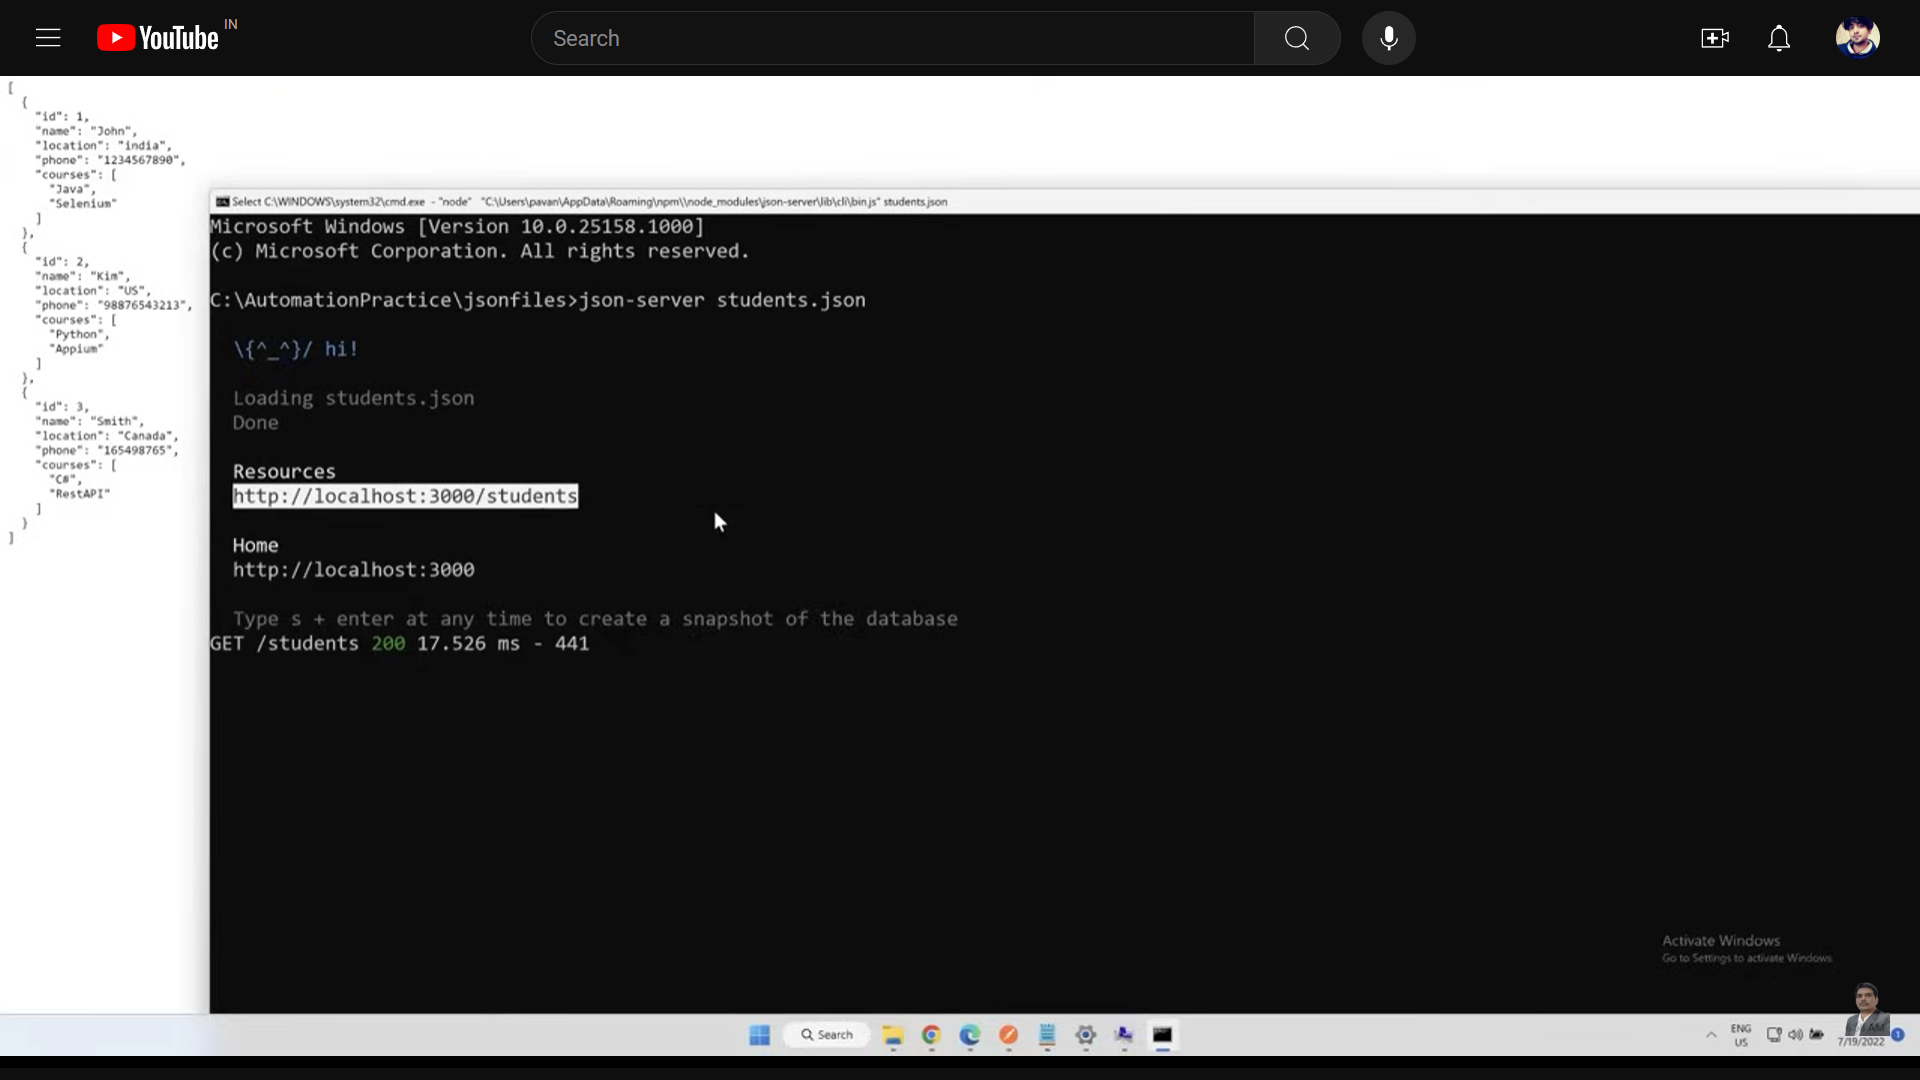 YouTube IN
Search
[
{
"id": 1,
"name": "John",
"location": "india",
"phone": "1234567890",
"courses": [
"Java",
"Selenium"
]
},
{
"id": 2,
"name": "Kim",
"location": "US",
"phone": "98876543213",
"courses": [
"Python",
"Appium"
]
},
{
"id": 3,
"name": "Smith",
"location": "Canada",
"phone": "165498765",
"courses": [
"C#",
"RestAPI"
]
}
]
Select C:\WINDOWS\system32\cmd.exe - "node" "C:\Users\pavan\AppData\Roaming\npm\\node_modules\json-server\lib\cli\bin.js" students.json
Microsoft Windows [Version 10.0.25158.1000]
(c) Microsoft Corporation. All rights reserved.
C:\AutomationPractice\jsonfiles>json-server students.json
\{^_^}/ hi!
Loading students.json
Done
Resources
http://localhost:3000/students
Home
http://localhost:3000
Type s + enter at any time to create a snapshot of the database
GET /students 200 17.526 ms - 441
Activate Windows
Go to Settings to activate Windows
Search
ENG
US
AM
7/19/2022
1